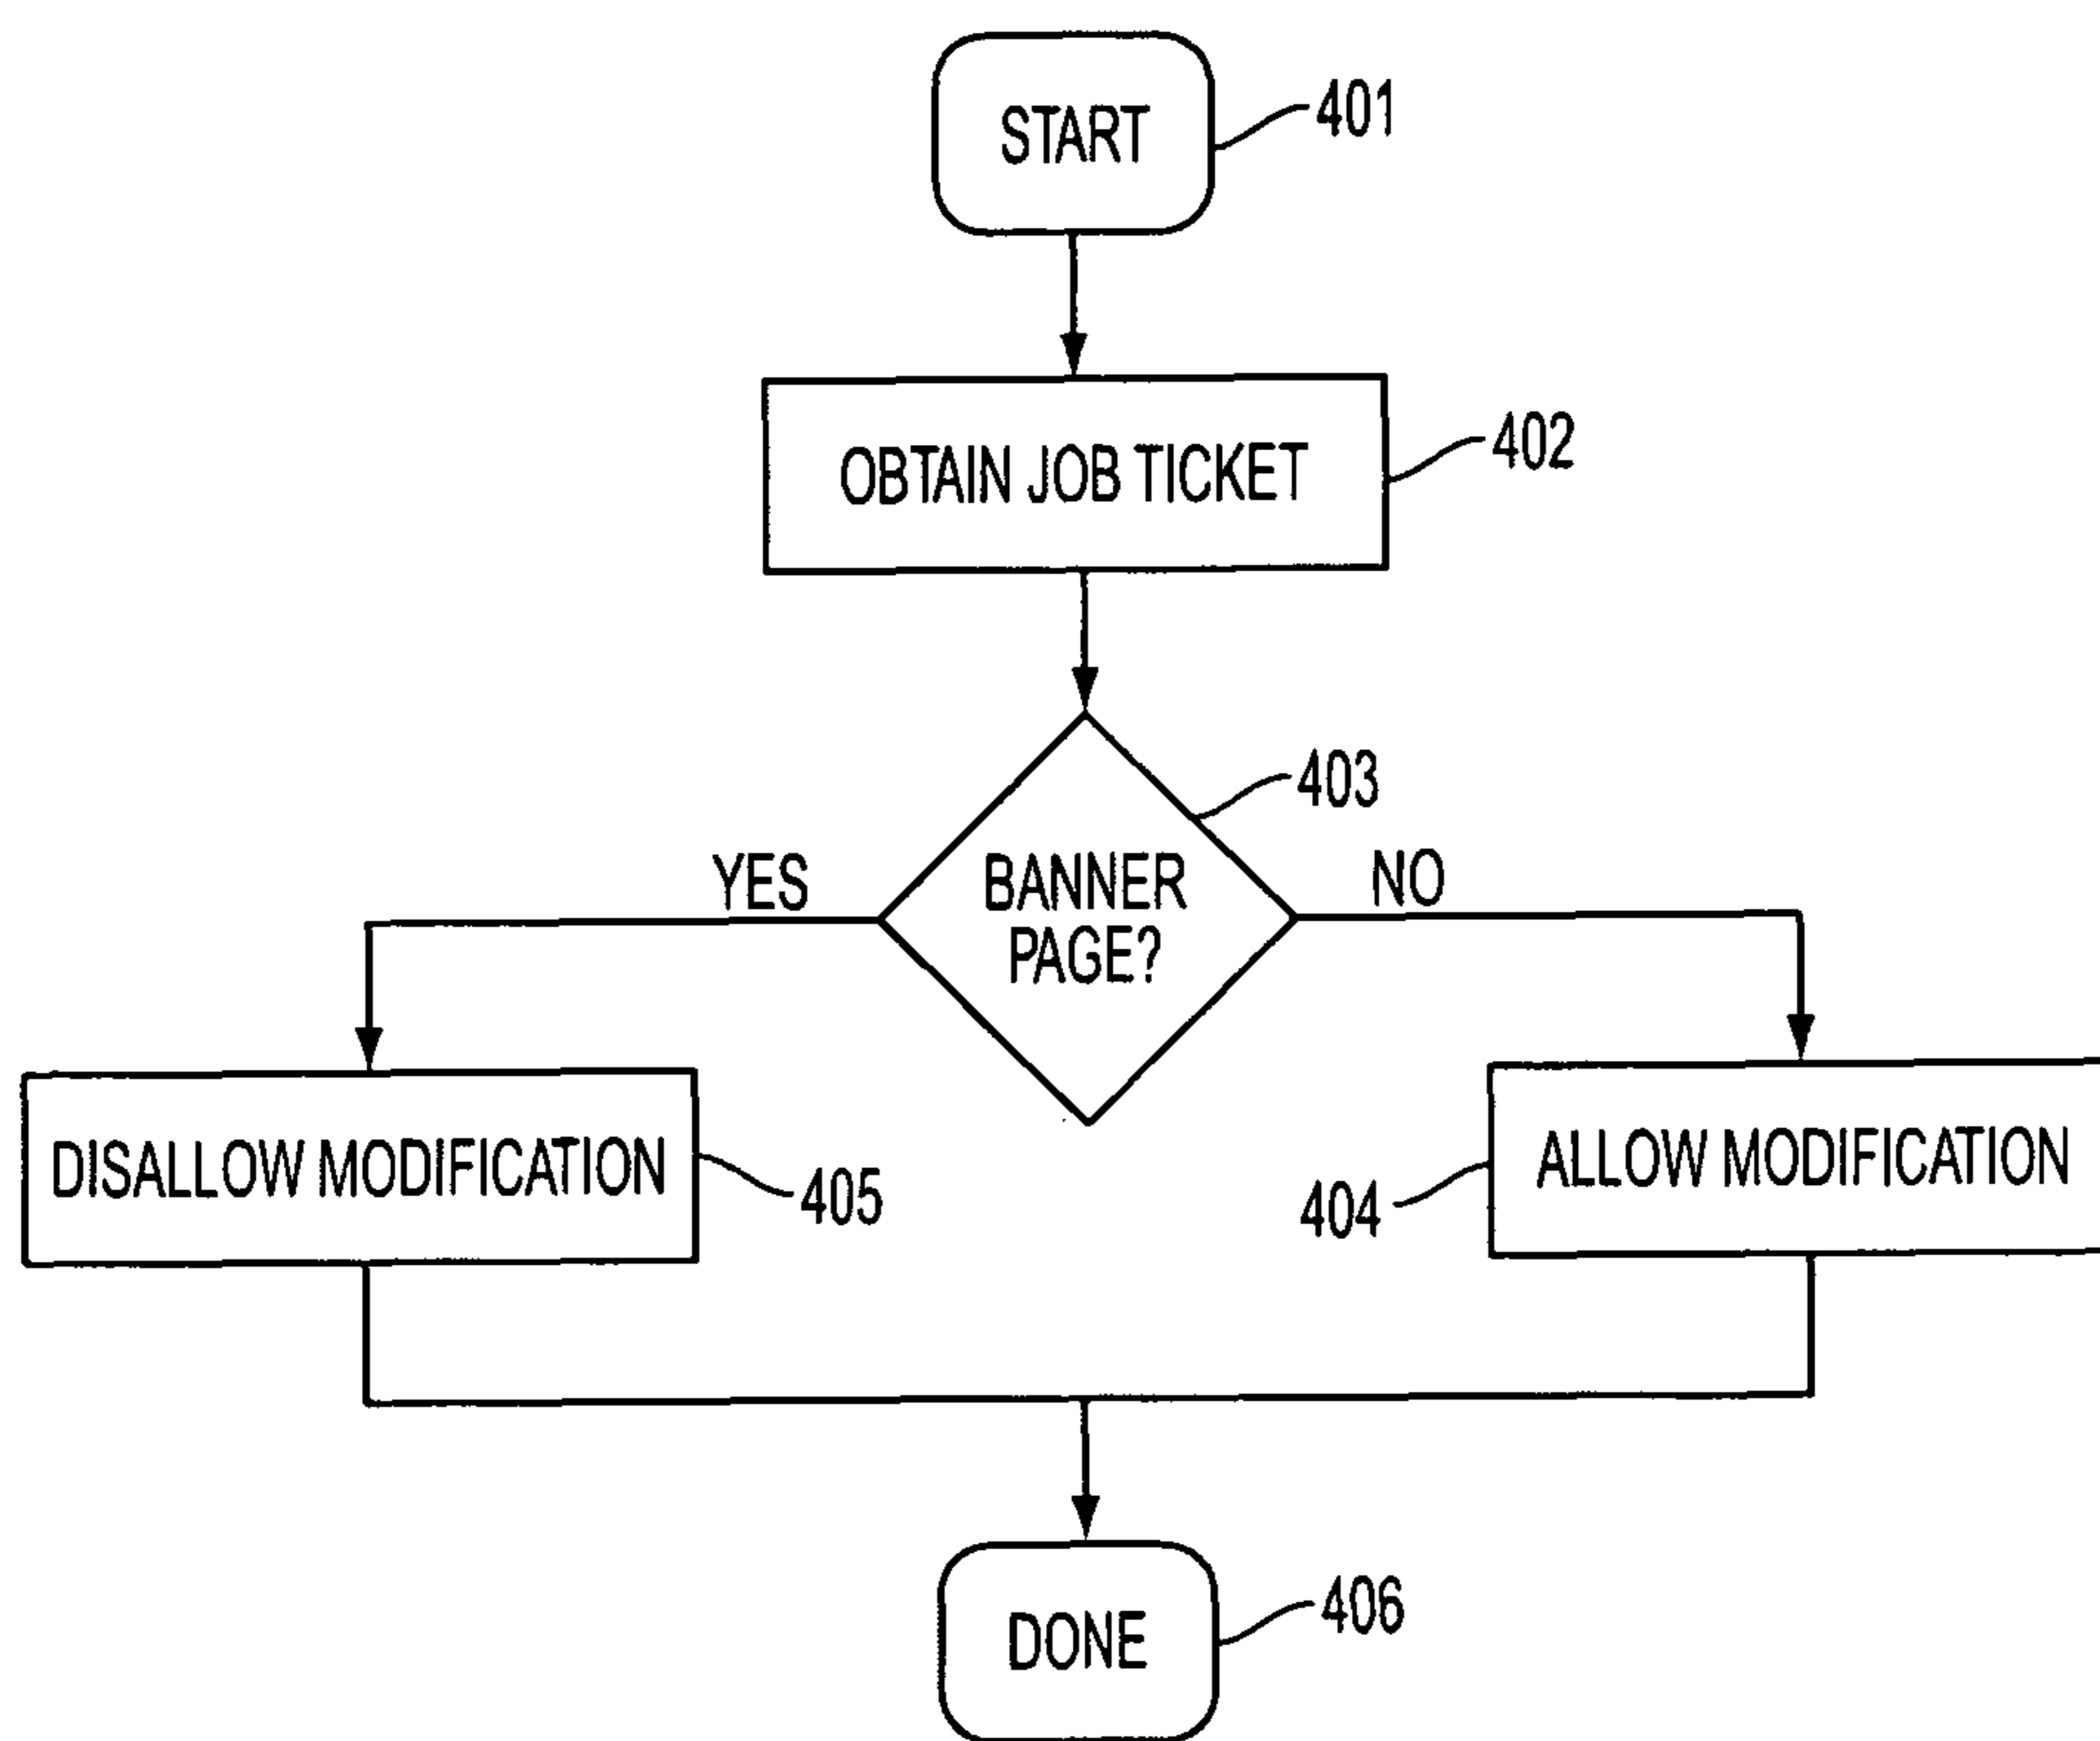 START
401
OBTAIN JOB TICKET
402
403
YES
BANNER
PAGE?
NO
DISALLOW MODIFICATION
405
404
ALLOW MODIFICATION
DONE
406